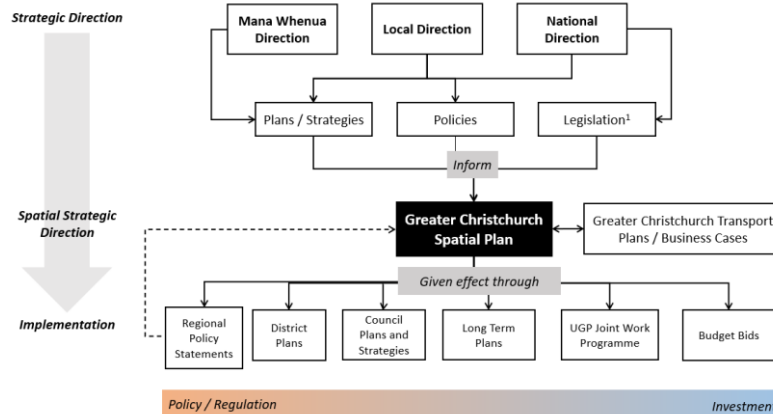 Strategic Direction
Mana Whenua
Direction
Local Direction
National
Direction
Plans / Strategies
Policies
Legislation¹
Inform
Spatial Strategic
Direction
Greater Christchurch
Spatial Plan
Greater Christchurch Transport
Plans / Business Cases
Given effect through
Implementation
Regional
Policy
Statements
District
Plans
Council
Plans and
Strategies
Long Term
Plans
UGP Joint Work
Programme
Budget Bids
Policy / Regulation
Investmen